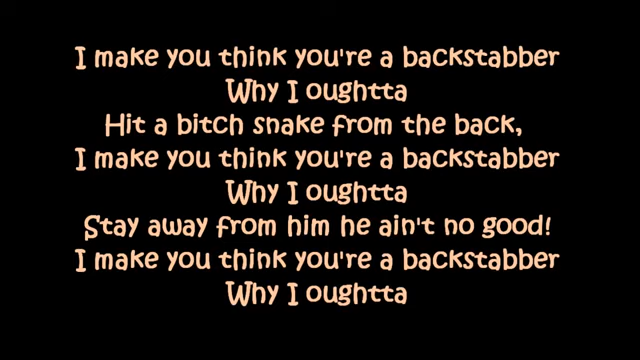 I make you think you're a backstabber
Why I oughtta
Hit a bitch snake from the back,
I make you think you're a backstabber
Why I oughtta
Stay away from him he ain't no good!
I make you think you're a backstabber
Why I oughtta